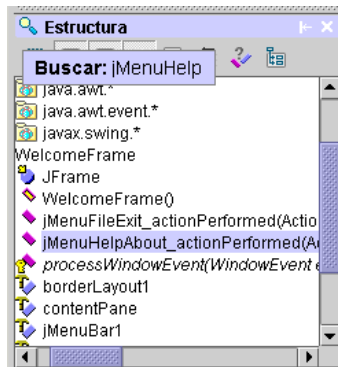 Estructura
Buscar: jMenuHelp
java.awt.*
java.awt.event.*
javax.swing.*
WelcomeFrame
JFrame
WelcomeFrame()
jMenuFileExit_actionPerformed(Actio
jMenuHelpAbout_actionPerformed(A
processWindowEvent(WindowEvent e
borderLayout1
contentPane
jMenuBar1